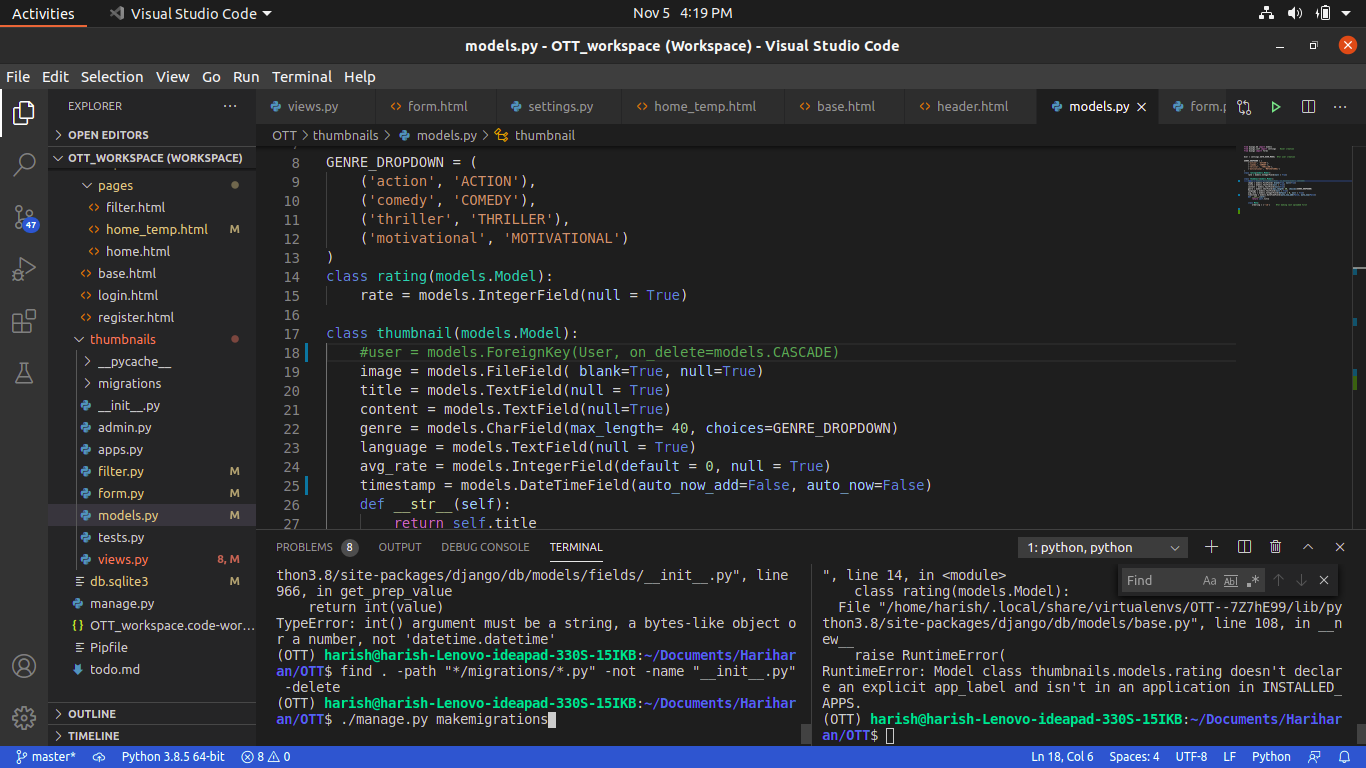 Activities
Visual Studio Code
Nov 5 4:19 PM
models.py - OTT_workspace (Workspace) - Visual Studio Code
File Edit Selection View Go Run Terminal Help
EXPLORER
OPEN EDITORS
OTT_WORKSPACE (WORKSPACE)
pages
filter.html
home_temp.html M
home.html
base.html
login.html
register.html
thumbnails
__pycache__
migrations
__init__.py
admin.py
apps.py
filter.py M
form.py M
models.py M
tests.py
views.py 8, M
db.sqlite3 M
manage.py
OTT_workspace.code-wor...
Pipfile
todo.md
OUTLINE
TIMELINE
47
views.py form.html settings.py home_temp.html base.html header.html models.py form.p
OTT > thumbnails > models.py > thumbnail
8 GENRE_DROPDOWN = (
9 ('action', 'ACTION'),
10 ('comedy', 'COMEDY'),
11 ('thriller', 'THRILLER'),
12 ('motivational', 'MOTIVATIONAL')
13 )
14 class rating(models.Model):
15 rate = models.IntegerField(null = True)
16
17 class thumbnail(models.Model):
18 #user = models.ForeignKey(User, on_delete=models.CASCADE)
19 image = models.FileField( blank=True, null=True)
20 title = models.TextField(null = True)
21 content = models.TextField(null=True)
22 genre = models.CharField(max_length= 40, choices=GENRE_DROPDOWN)
23 language = models.TextField(null = True)
24 avg_rate = models.IntegerField(default = 0, null = True)
25 timestamp = models.DateTimeField(auto_now_add=False, auto_now=False)
26 def __str__(self):
27 return self.title
PROBLEMS 8 OUTPUT DEBUG CONSOLE TERMINAL
1: python, python
thon3.8/site-packages/django/db/models/fields/__init__.py", line
966, in get_prep_value
return int(value)
TypeError: int() argument must be a string, a bytes-like object o
r a number, not 'datetime.datetime'
(OTT) harish@harish-Lenovo-ideapad-330S-15IKB:~/Documents/Harihar
an/OTT$ find . -path "*/migrations/*.py" -not -name "__init__.py"
-delete
(OTT) harish@harish-Lenovo-ideapad-330S-15IKB:~/Documents/Harihar
an/OTT$ ./manage.py makemigrations
Find
Aa Abl .*
", line 14, in <module>
class rating(models.Model):
File "/home/harish/.local/share/virtualenvs/OTT--7Z7hE99/lib/py
thon3.8/site-packages/django/db/models/base.py", line 108, in __ne
w__
raise RuntimeError(
RuntimeError: Model class thumbnails.models.rating doesn't declar
e an explicit app_label and isn't in an application in INSTALLED_
APPS.
(OTT) harish@harish-Lenovo-ideapad-330S-15IKB:~/Documents/Harihar
an/OTT$
master* Python 3.8.5 64-bit 8 0 Ln 18, Col 6 Spaces: 4 UTF-8 LF Python